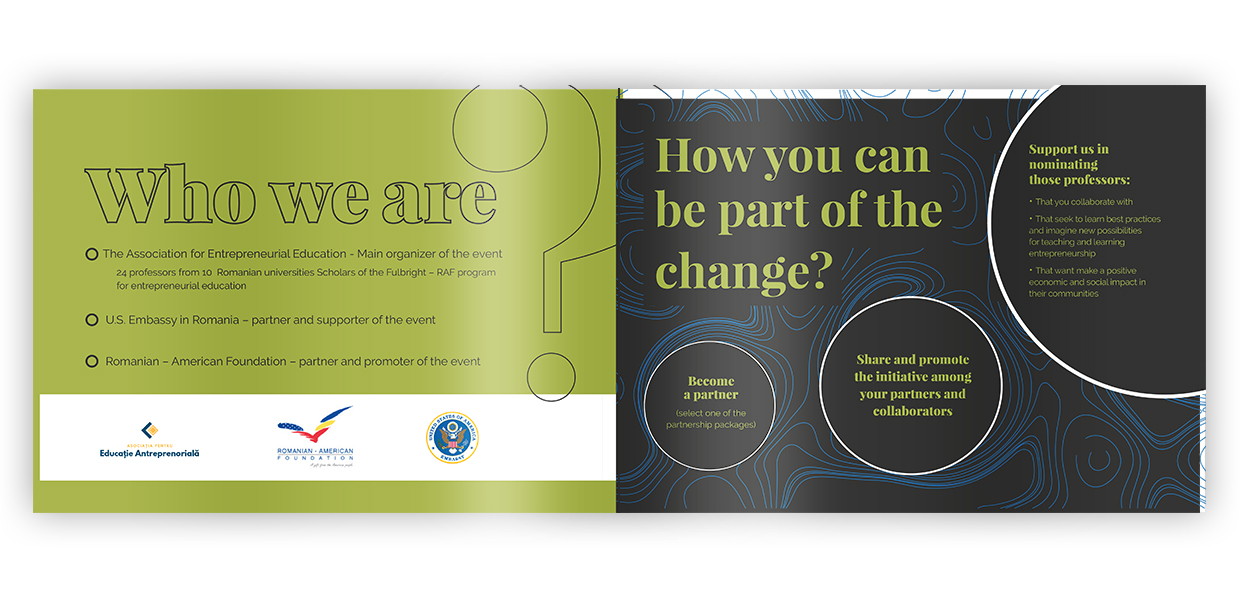 Who we are
The Association for Entrepreneurial Education - Main organizer of the event
24 professors from 10 Romanian universities Scholars of the Fulbright – RAF program
for entrepreneurial education
U.S. Embassy in Romania – partner and supporter of the event
Romanian – American Foundation – partner and promoter of the event
ASOCIAȚIA PENTRU
Educație Antreprenorială
ROMANIAN - AMERICAN
FOUNDATION
A gift from the American people
UNITED STATES OF AMERICA
EMBASSY
How you can
be part of the
change?
Become
a partner
(select one of the
partnership packages)
Share and promote
the initiative among
your partners and
collaborators
Support us in
nominating
those professors:
• That you collaborate with
• That seek to learn best practices
and imagine new possibilities
for teaching and learning
entrepreneurship
• That want make a positive
economic and social impact in
their communities